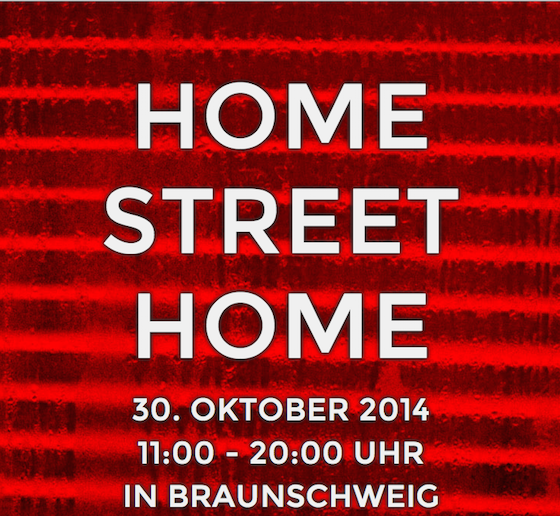 HOME
STREET
HOME
30. OKTOBER 2014
11:00 - 20:00 UHR
IN BRAUNSCHWEIG